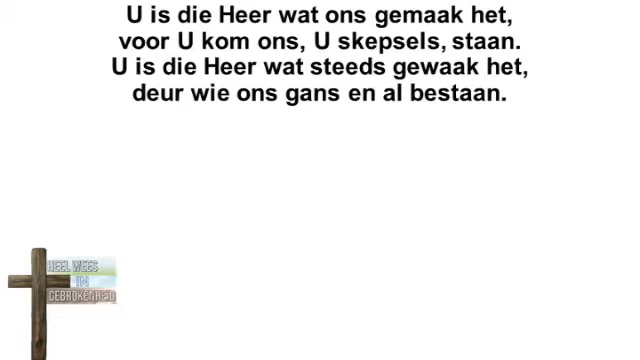 U is die Heer wat ons gemaak het,
voor U kom ons, U skepsels, staan.
U is die Heer wat steeds gewaak het,
deur wie ons gans en al bestaan.
HEEL WEES
IN
GEBROKENHEID